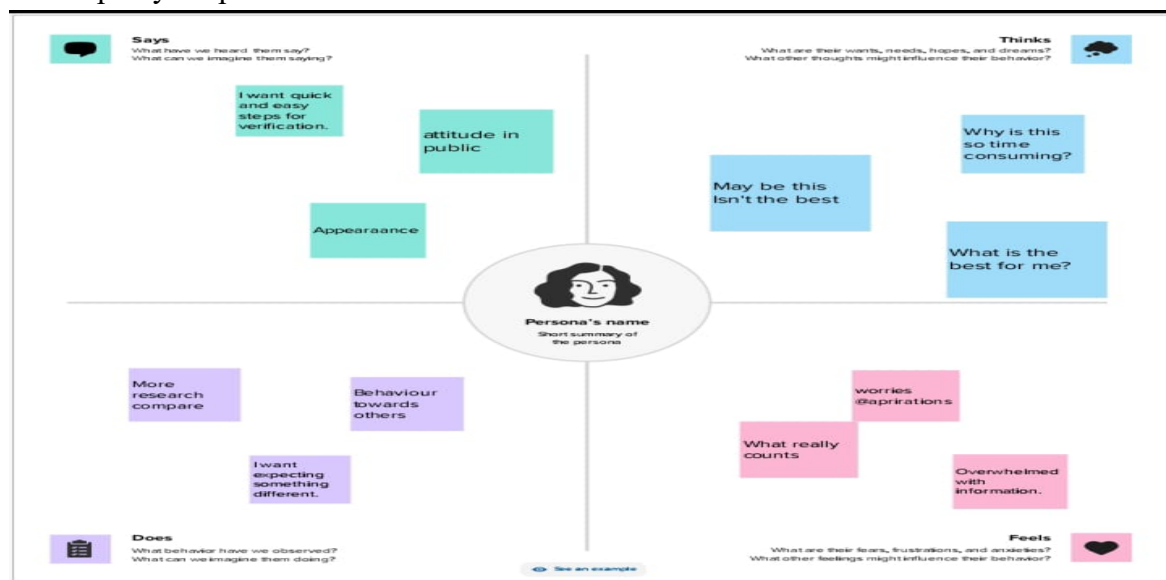 Says
What have we heard them say?
What can we imagine them saying?
I want quick
and easy
steps for
verification.
attitude in
public
Appearaance
Thinks
What are their wants, needs, hopes, and dreams?
What other thoughts might influence their behavior?
Why is this
so time
consuming?
May be this
Isn't the best
What is the
best for me?
Persona's name
Short summary of
the persona
More
research
compare
Behaviour
towards
others
I want
expecting
something
different.
Does
What behavior have we observed?
What can we imagine them doing?
worries
@aprirations
What really
counts
Overwhelmed
with
information.
Feels
What are their fears, frustrations, and anxieties?
What other feelings might influence their behavior?
See an example